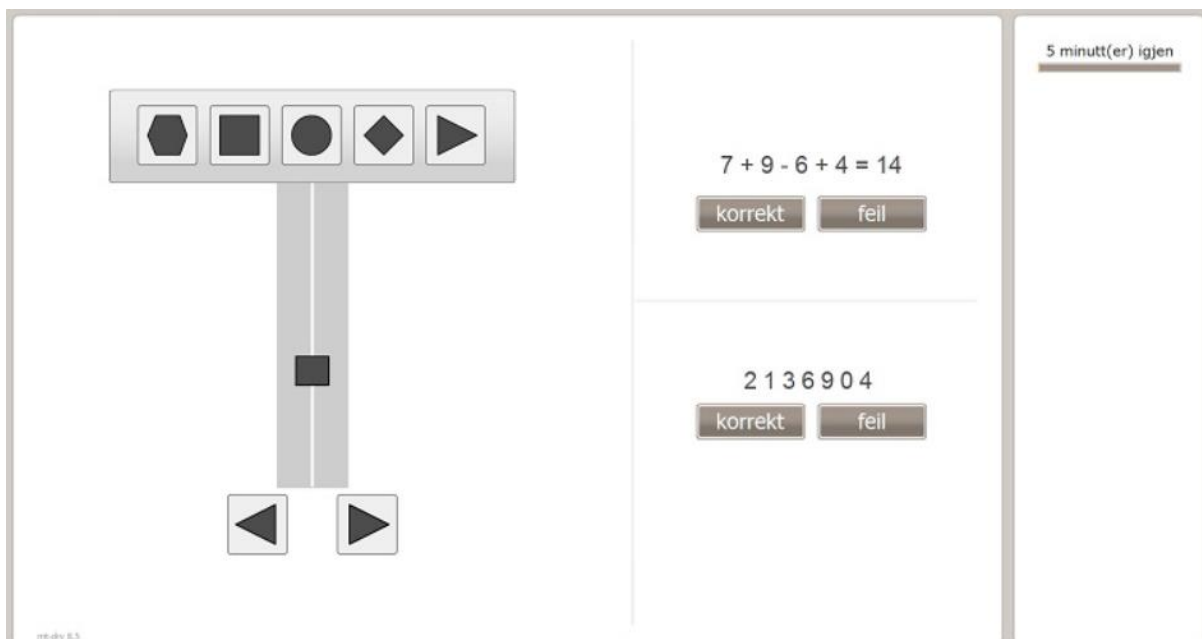 5 minutt(er) igjen
7 + 9 - 6 + 4 = 14
korrekt feil
2 1 3 6 9 0 4
korrekt feil